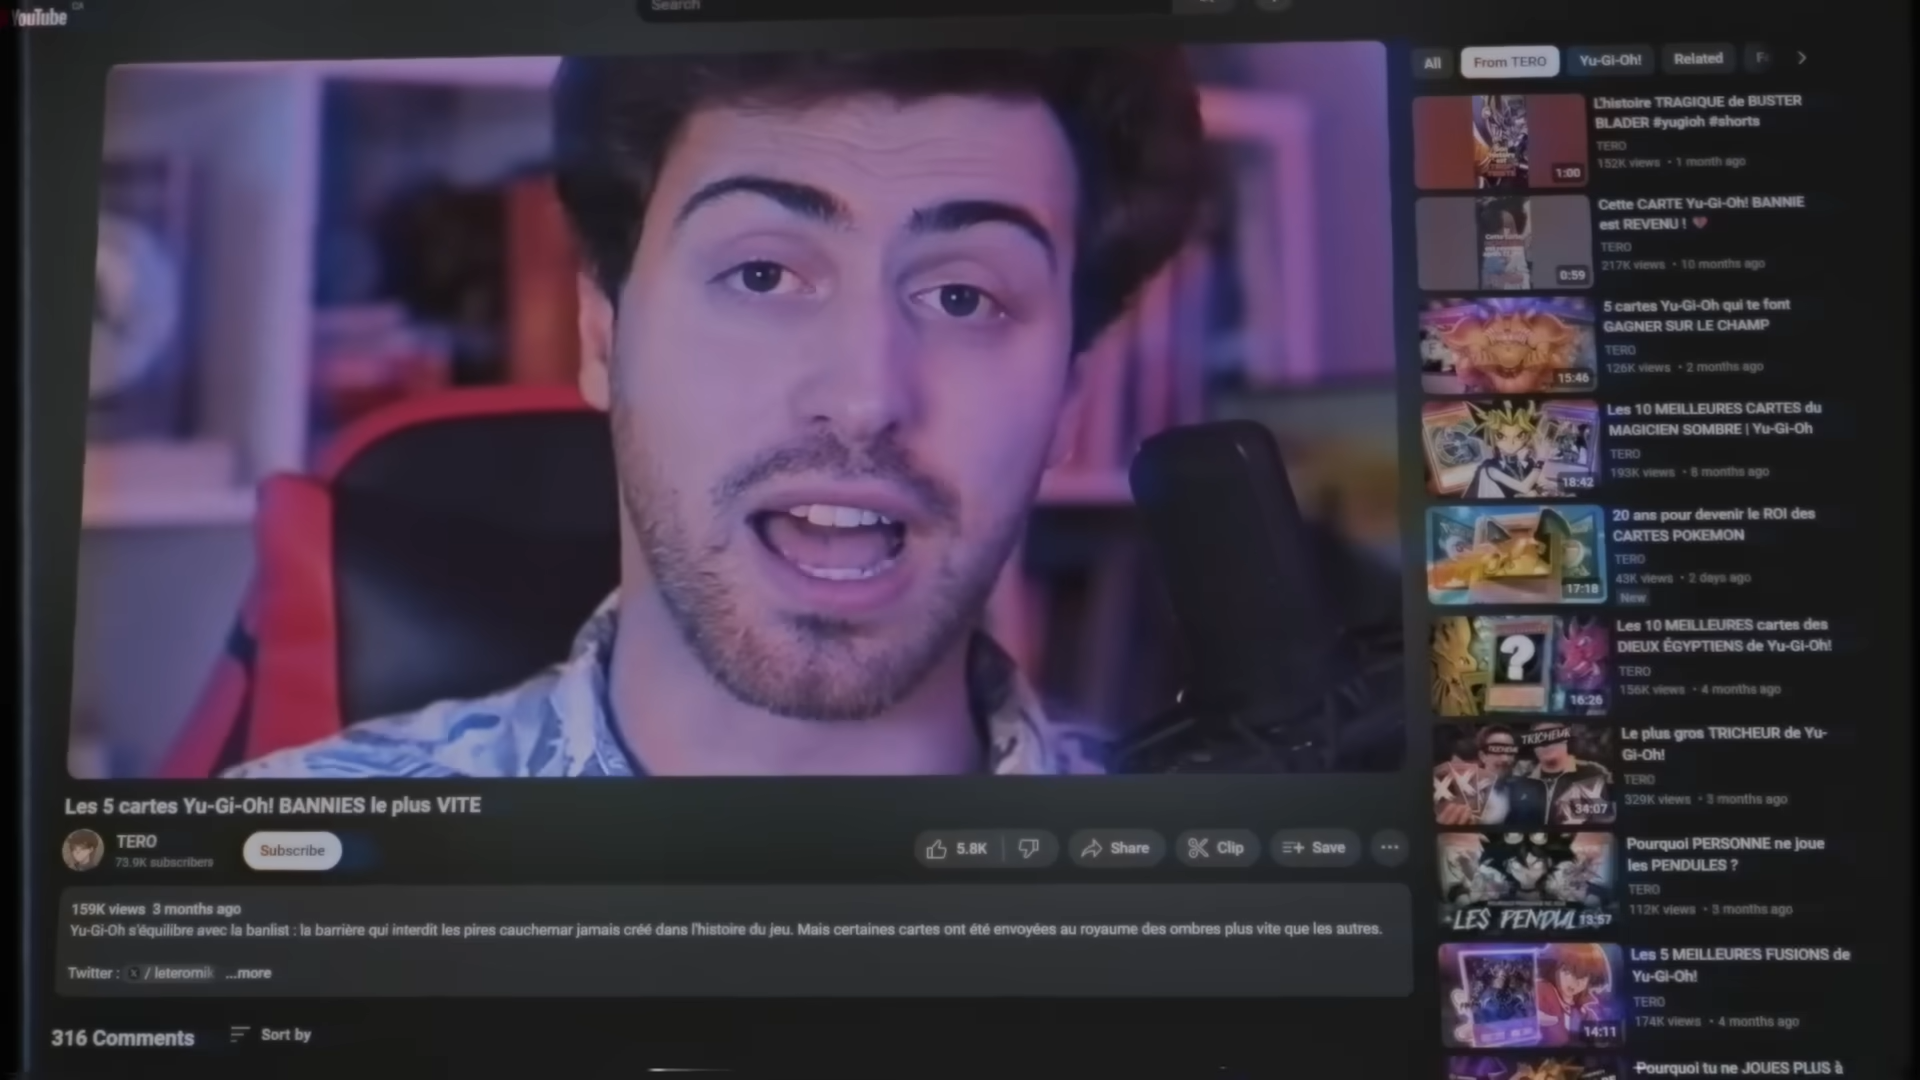 YouTube
CA
Search
All
From TERO
Yu-Gi-Oh!
Related
L'histoire TRAGIQUE de BUSTER
BLADER #yugioh #shorts
TERO
152K views • 1 month ago
1:00
Cette CARTE Yu-Gi-Oh! BANNIE
est REVENU !
TERO
217K views • 10 months ago
0:59
5 cartes Yu-Gi-Oh qui te font
GAGNER SUR LE CHAMP
TERO
126K views • 2 months ago
15:46
Les 10 MEILLEURES CARTES du
MAGICIEN SOMBRE | Yu-Gi-Oh
TERO
193K views • 8 months ago
18:42
20 ans pour devenir le ROI des
CARTES POKEMON
TERO
43K views • 2 days ago
New
17:18
Les 10 MEILLEURES cartes des
DIEUX ÉGYPTIENS de Yu-Gi-Oh!
TERO
156K views • 4 months ago
?
16:26
Le plus gros TRICHEUR de Yu-
Gi-Oh!
TERO
329K views • 3 months ago
TRICHEUR
34:07
Pourquoi PERSONNE ne joue
les PENDULES ?
TERO
112K views • 3 months ago
LES PENDUL
13:57
Les 5 MEILLEURES FUSIONS de
Yu-Gi-Oh!
TERO
174K views • 4 months ago
14:11
Pourquoi tu ne JOUES PLUS à
Les 5 cartes Yu-Gi-Oh! BANNIES le plus VITE
TERO
73.9K subscribers
Subscribe
5.8K
Share
Clip
Save
159K views 3 months ago
Yu-Gi-Oh s'équilibre avec la banlist : la barrière qui interdit les pires cauchemar jamais créé dans l'histoire du jeu. Mais certaines cartes ont été envoyées au royaume des ombres plus vite que les autres.
Twitter : X / leteromik ...more
316 Comments
Sort by